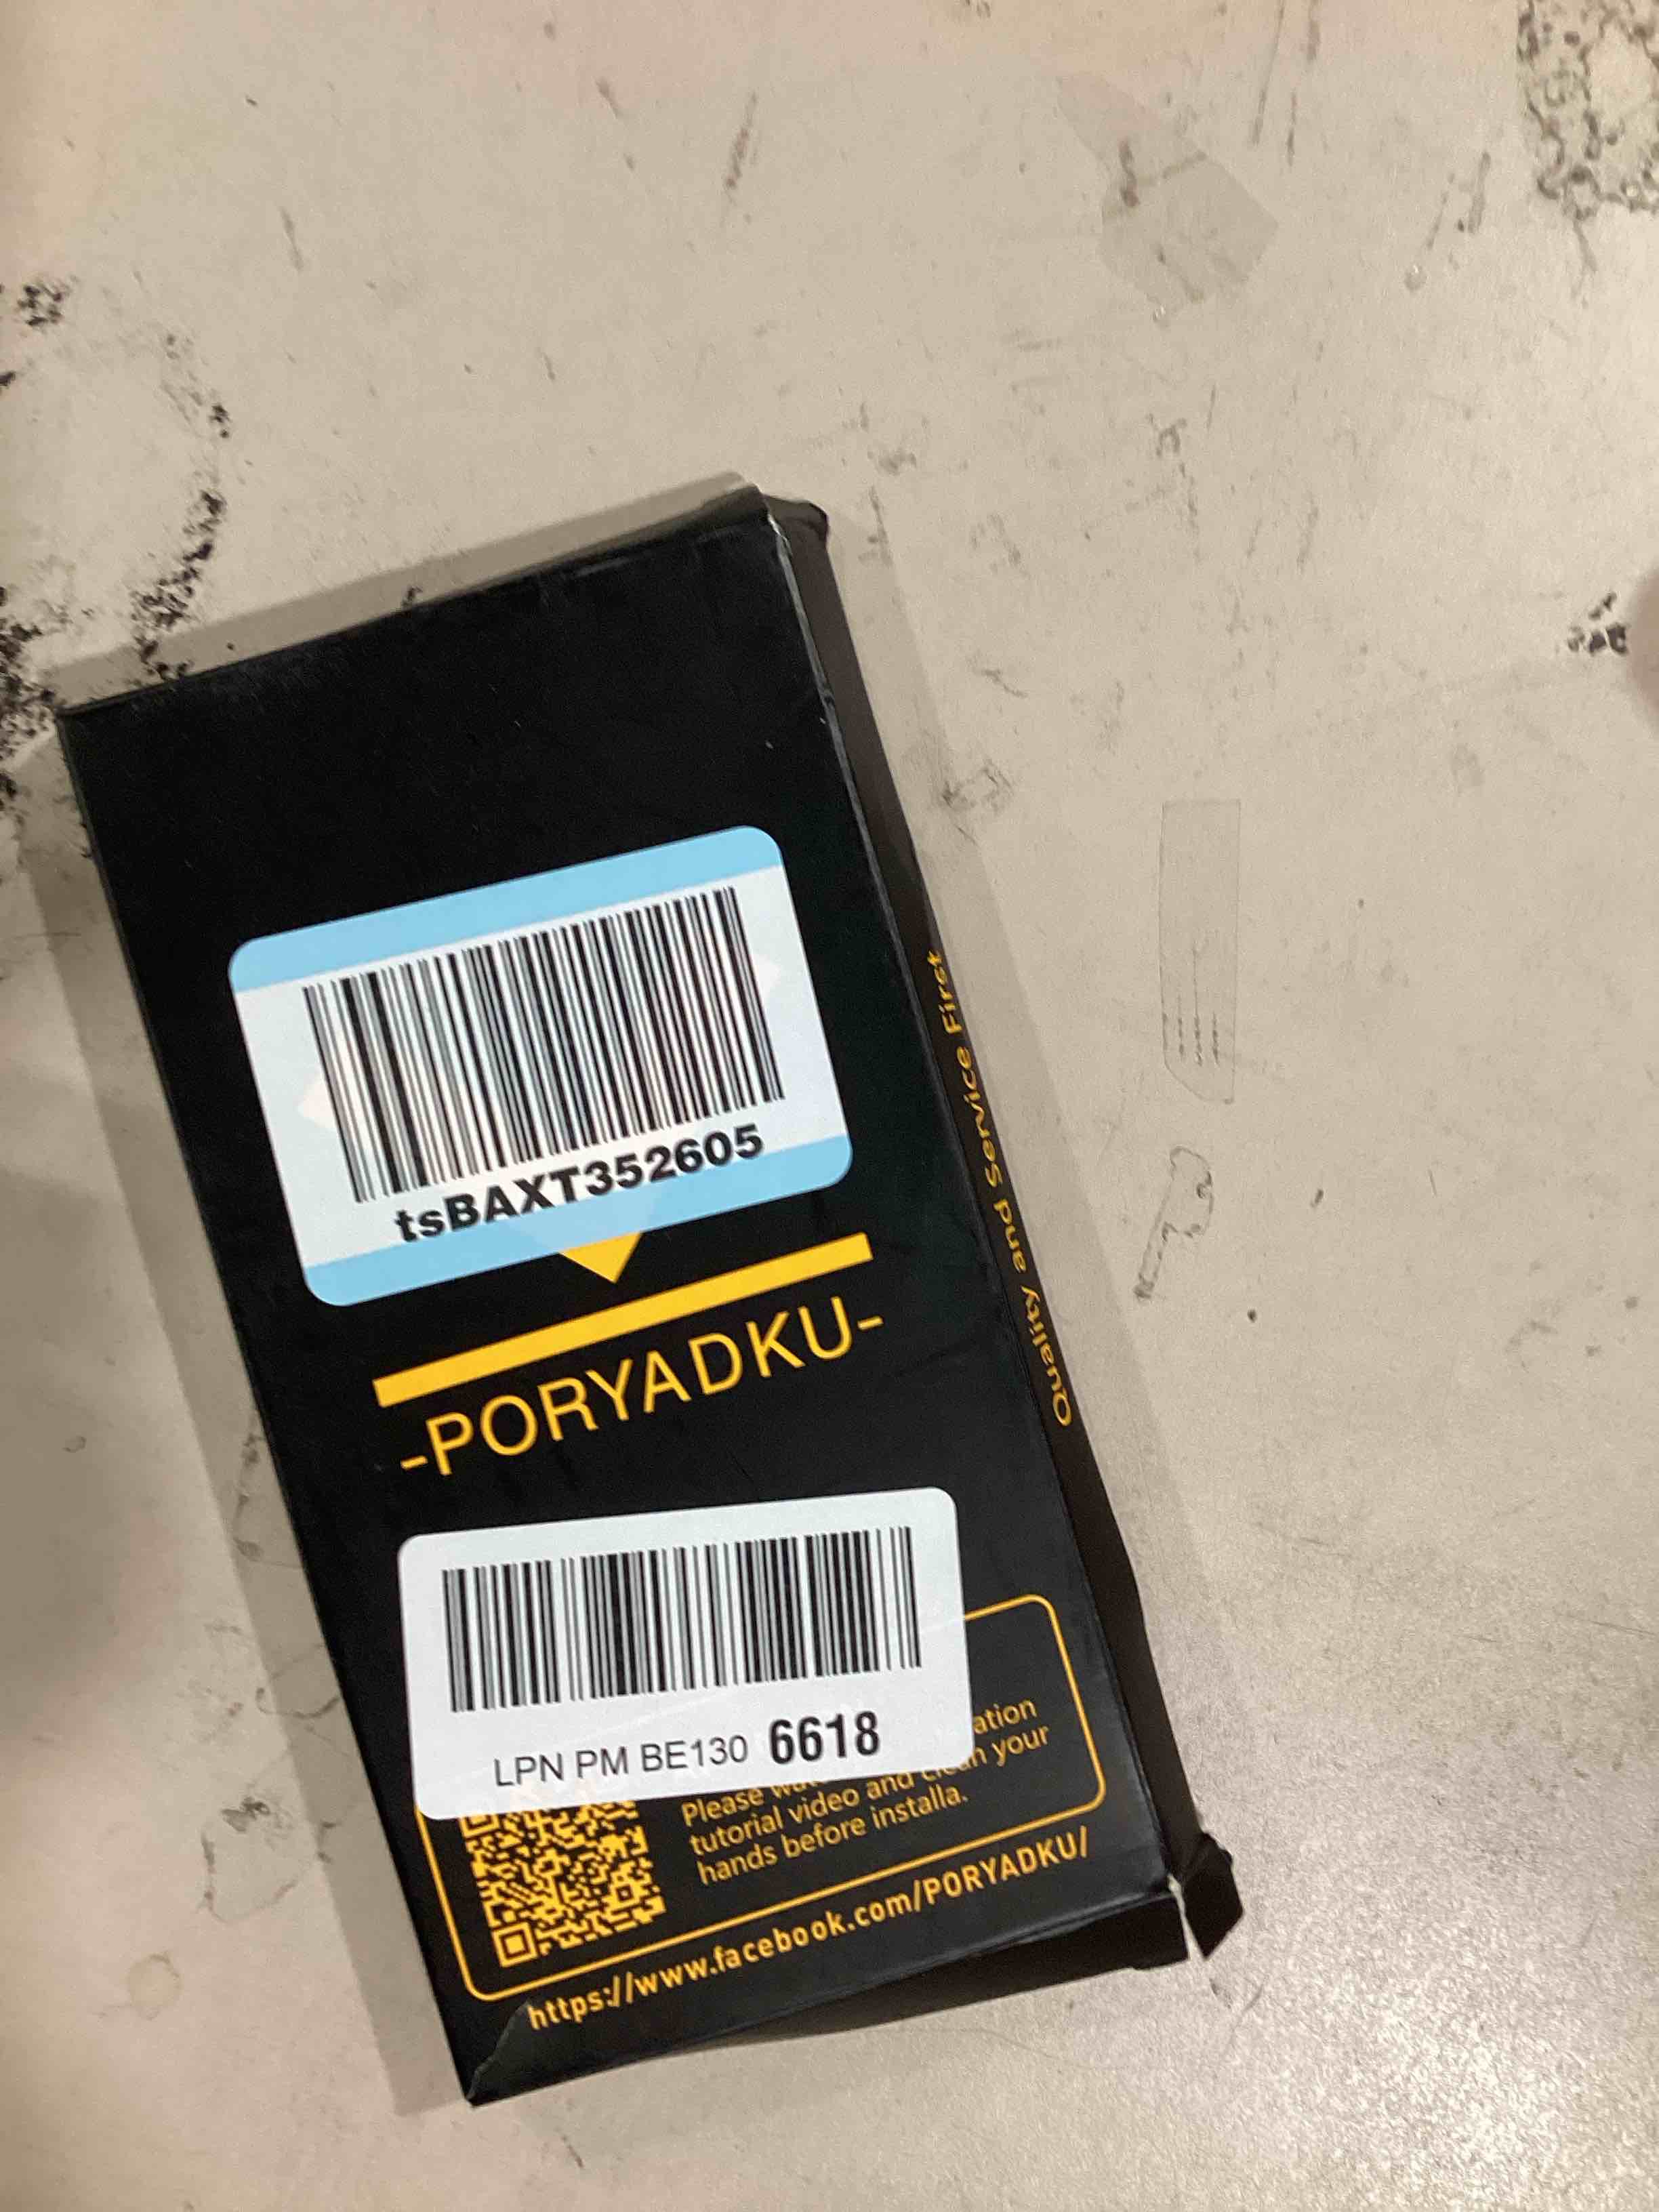 tsBAXT352605
-PORYADKU-
LPN PM BE130 6618
ation
Please your
tutorial video and clean
hands before installa.
https://www.facebook.com/PORYADKU/
Quality and Service First